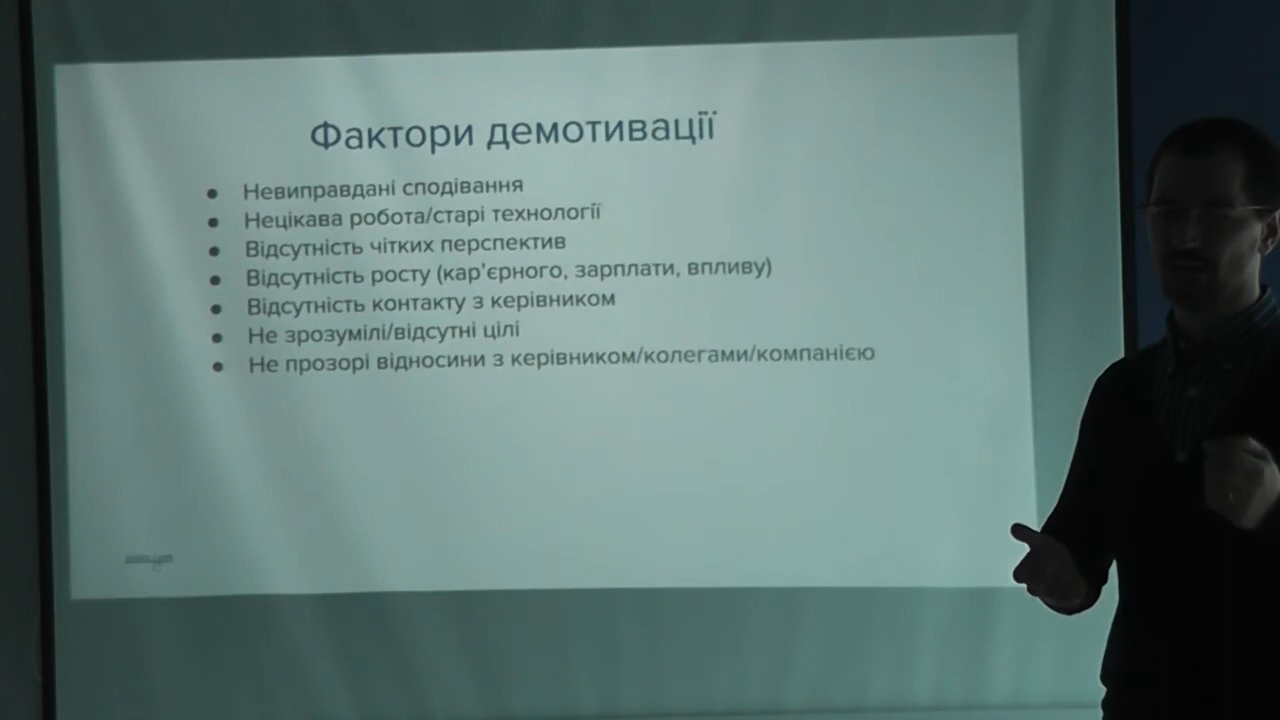 Фактори демотивації
● Невиправдані сподівання
● Нецікава робота/старі технології
● Відсутність чітких перспектив
● Відсутність росту (кар'єрного, зарплати, впливу)
● Відсутність контакту з керівником
● Не зрозумілі/відсутні цілі
● Не прозорі відносини з керівником/колегами/компанією